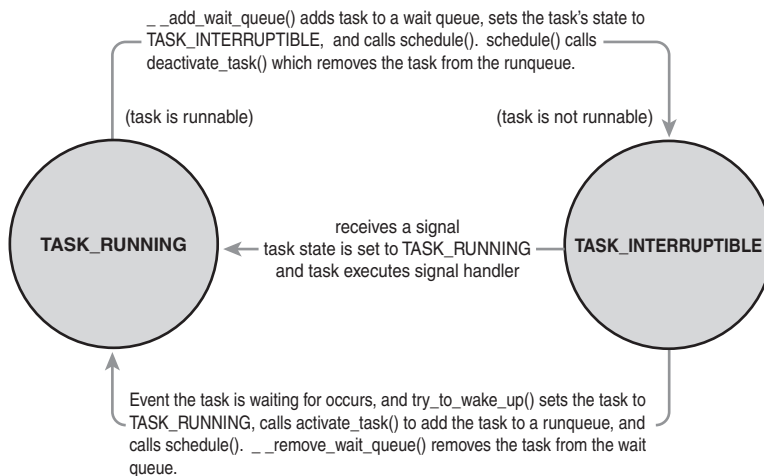 _ _add_wait_queue() adds task to a wait queue, sets the task's state to
TASK_INTERRUPTIBLE, and calls schedule(). schedule() calls
deactivate_task() which removes the task from the runqueue.
(task is runnable)
(task is not runnable)
TASK_RUNNING
receives a signal
task state is set to TASK_RUNNING
and task executes signal handler
TASK_INTERRUPTIBLE
Event the task is waiting for occurs, and try_to_wake_up() sets the task to
TASK_RUNNING, calls activate_task() to add the task to a runqueue, and
calls schedule(). _ _remove_wait_queue() removes the task from the wait
queue.